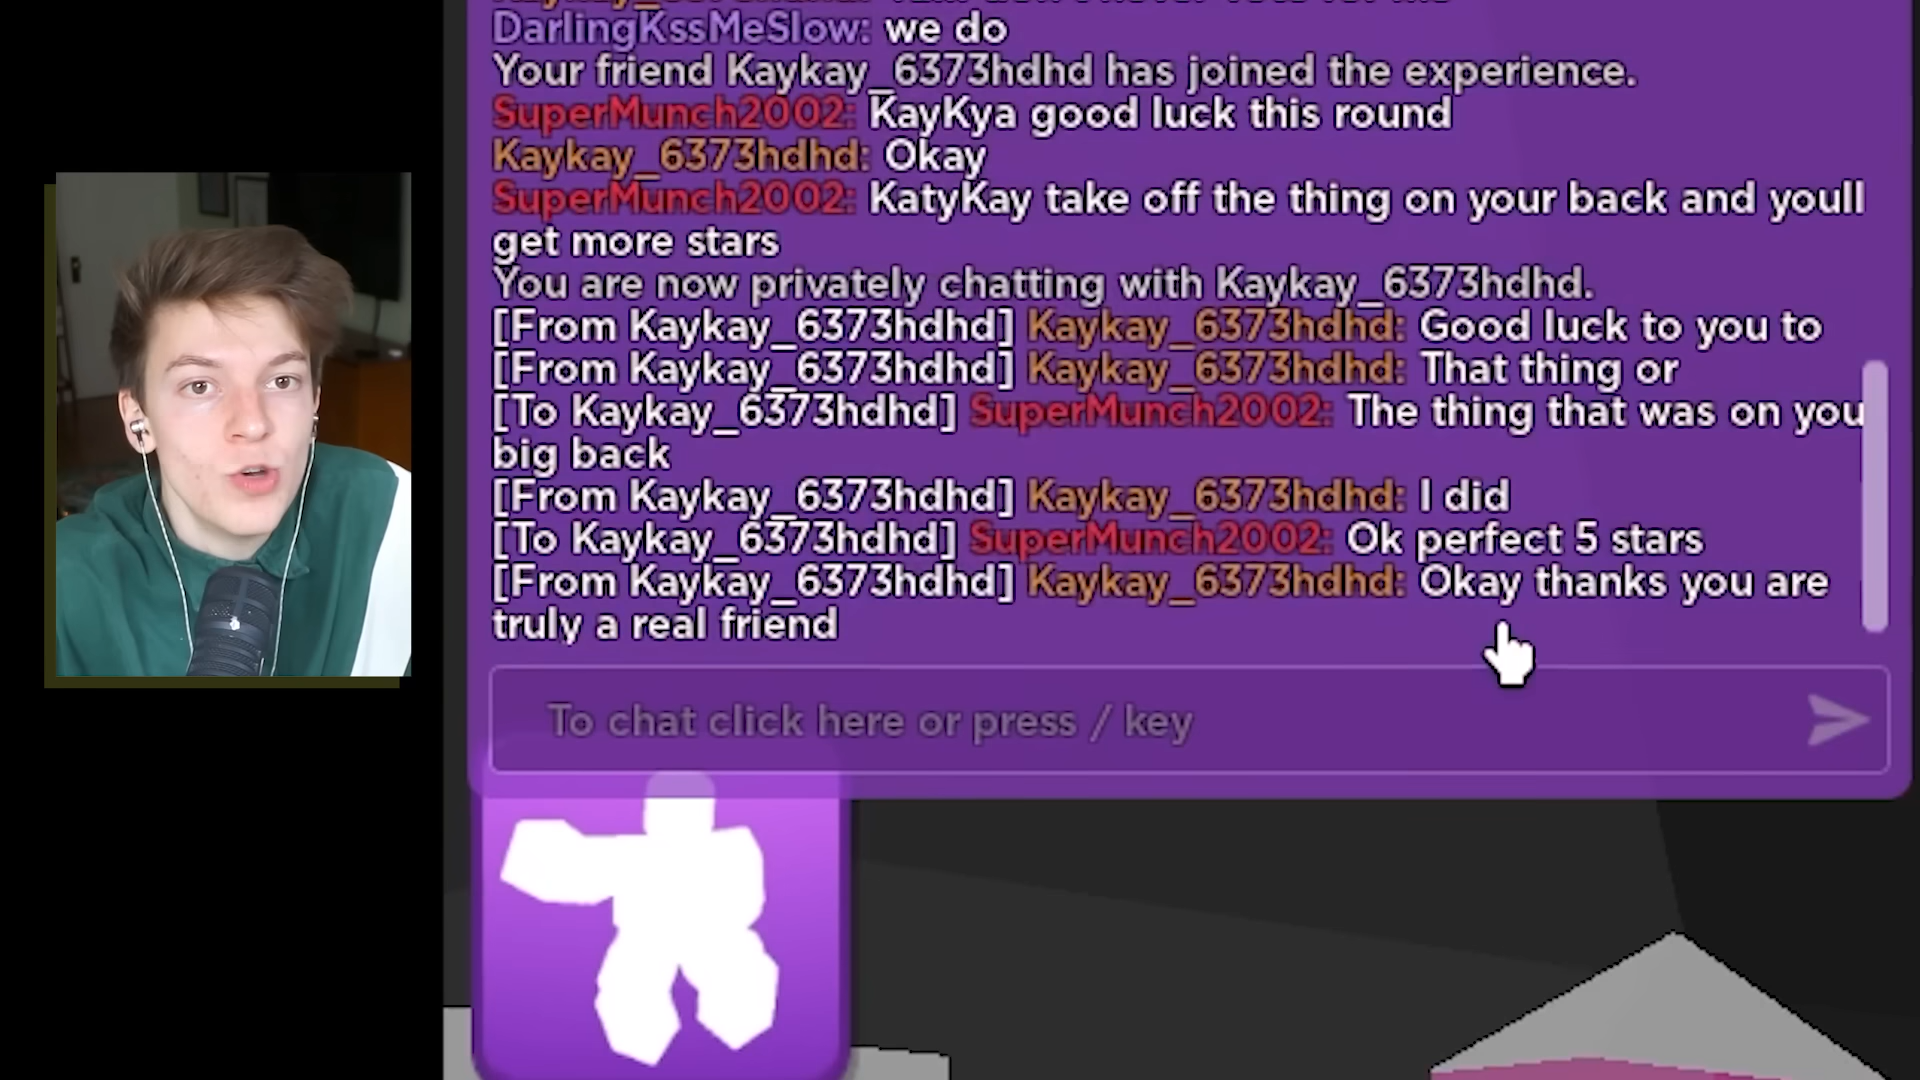 DarlingKssMeSlow: we do
Your friend Kaykay_6373hdhd has joined the experience.
SuperMunch2002: KayKya good luck this round
Kaykay_6373hdhd: Okay
SuperMunch2002: KatyKay take off the thing on your back and youll
get more stars
You are now privately chatting with Kaykay_6373hdhd.
[From Kaykay_6373hdhd] Kaykay_6373hdhd: Good luck to you to
[From Kaykay_6373hdhd] Kaykay_6373hdhd: That thing or
[To Kaykay_6373hdhd] SuperMunch2002: The thing that was on you
big back
[From Kaykay_6373hdhd] Kaykay_6373hdhd: I did
[To Kaykay_6373hdhd] SuperMunch2002: Ok perfect 5 stars
[From Kaykay_6373hdhd] Kaykay_6373hdhd: Okay thanks you are
truly a real friend
To chat click here or press / key